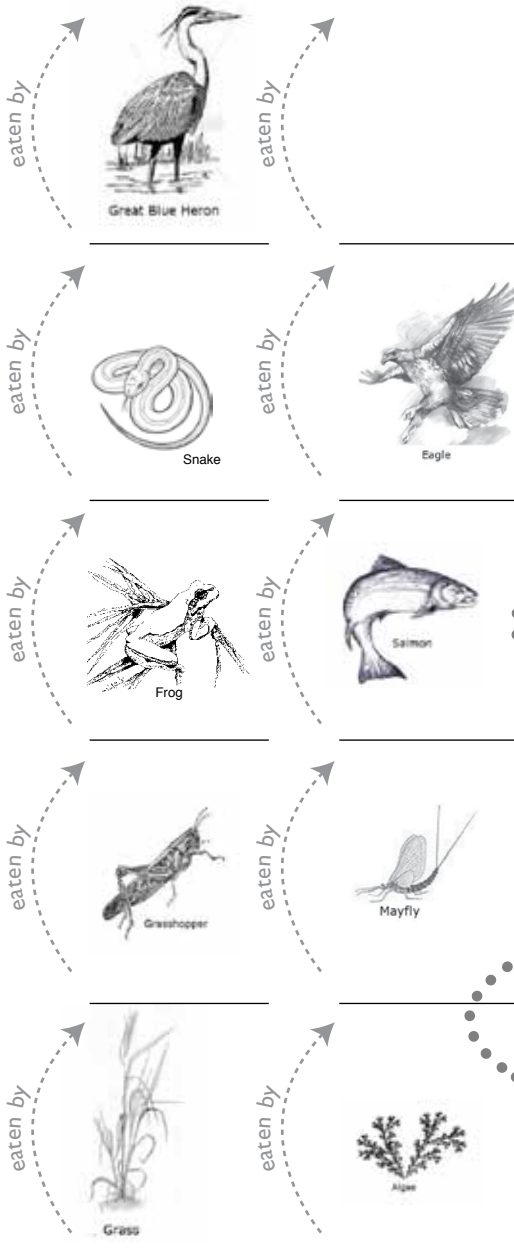 eaten by
Great Blue Heron
eaten by
eaten by
Snake
eaten by
Eagle
eaten by
Frog
eaten by
Salmon
eaten by
Grasshopper
eaten by
Mayfly
eaten by
Grass
eaten by
Algae